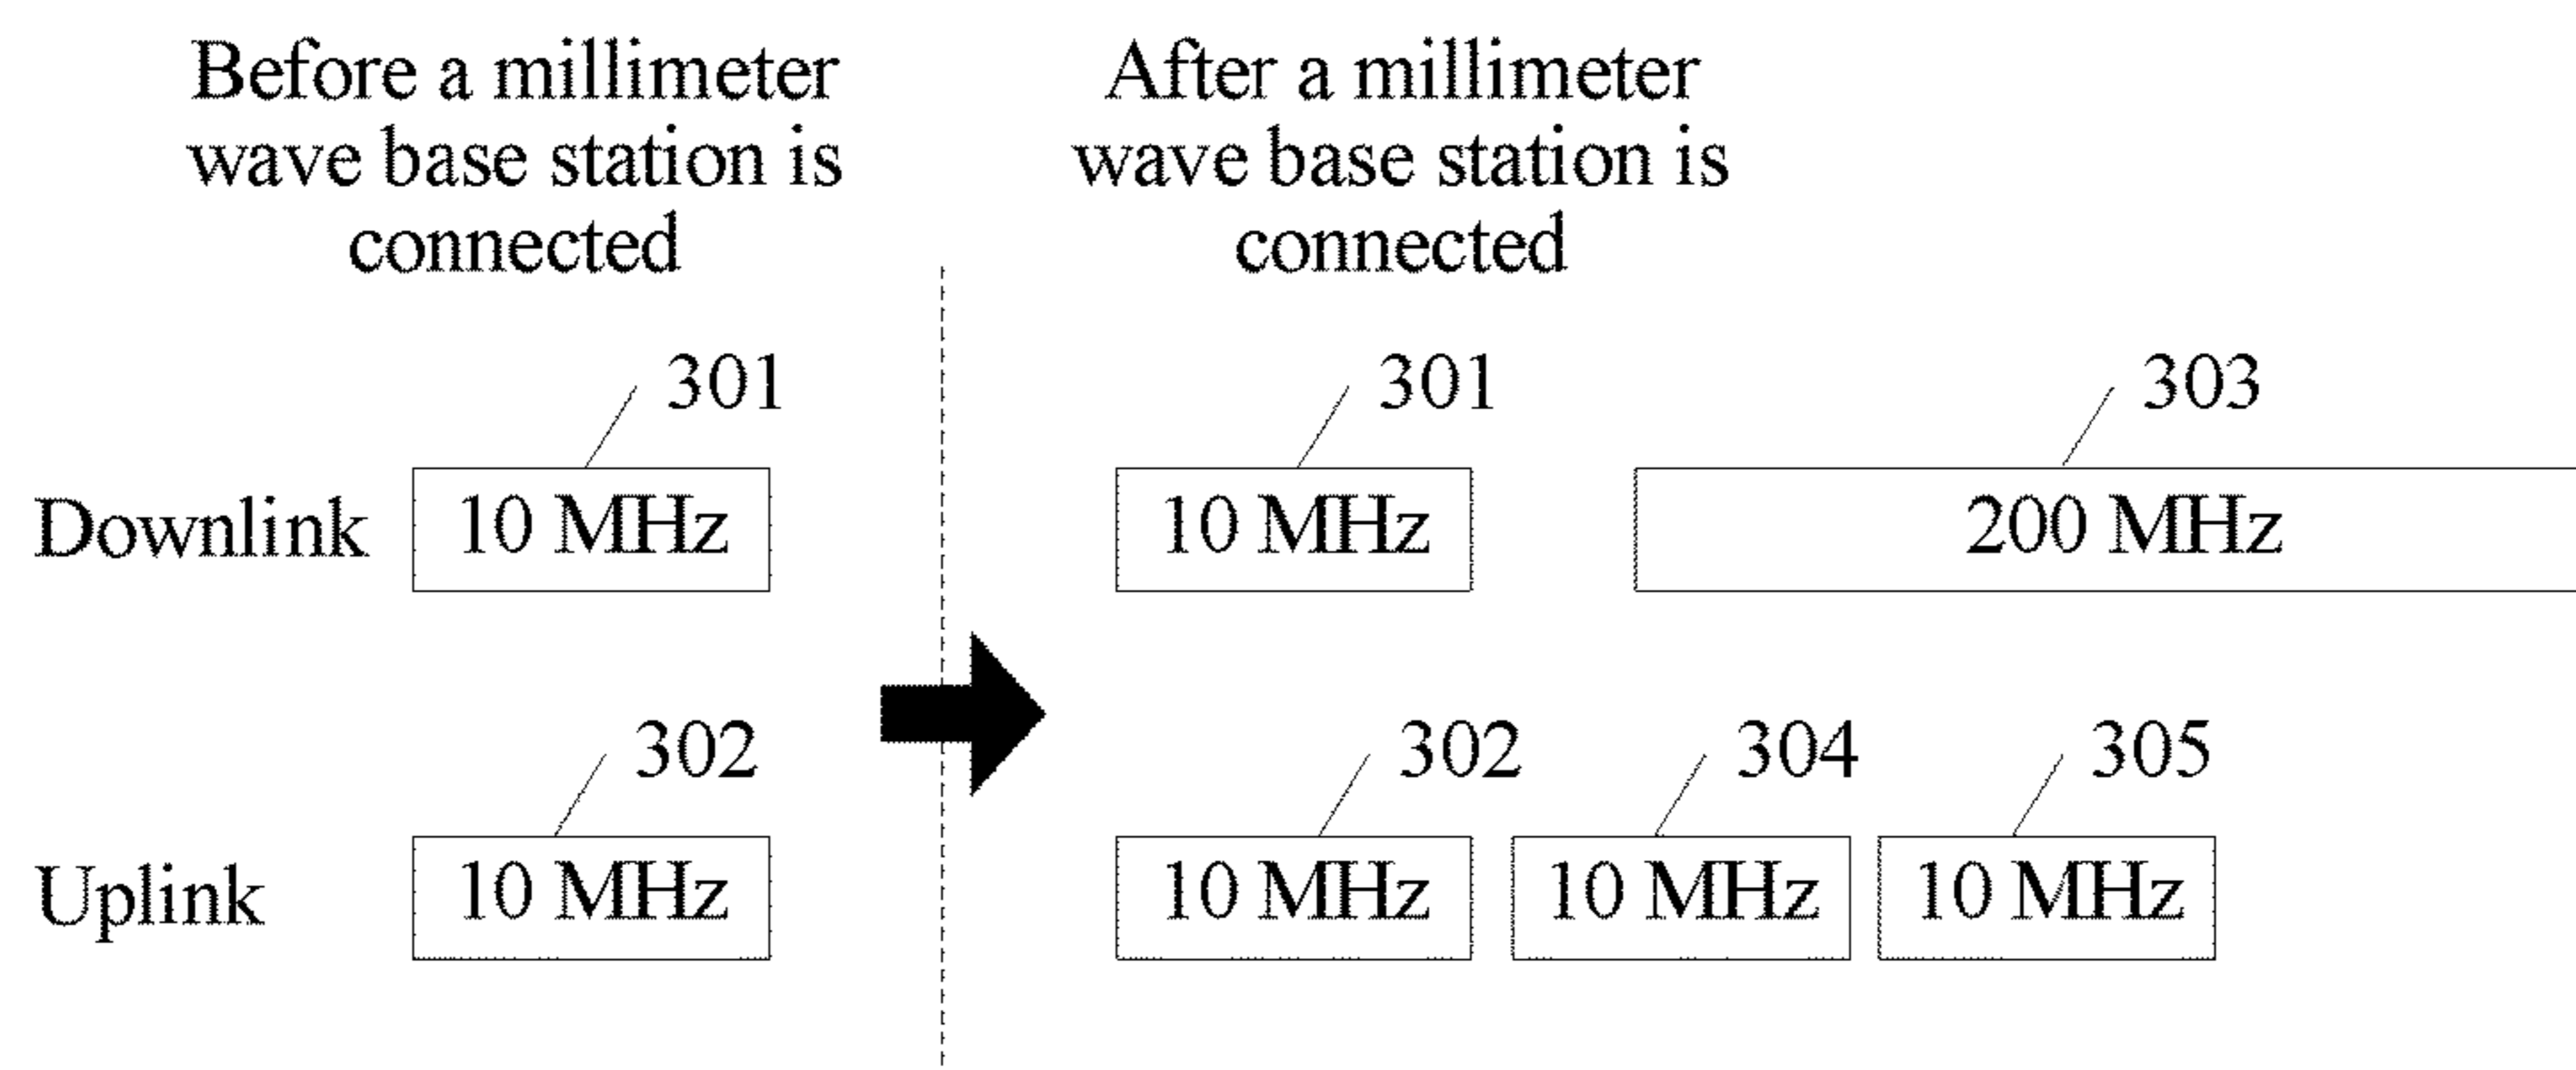 Before a millimeter
wave base station is
connected
After a millimeter
wave base station is
connected
301
301
303
Downlink
10 MHz
10 MHz
200 MHz
302
302
304
305
Uplink
10 MHz
10 MHz
10 MHz
10 MHz